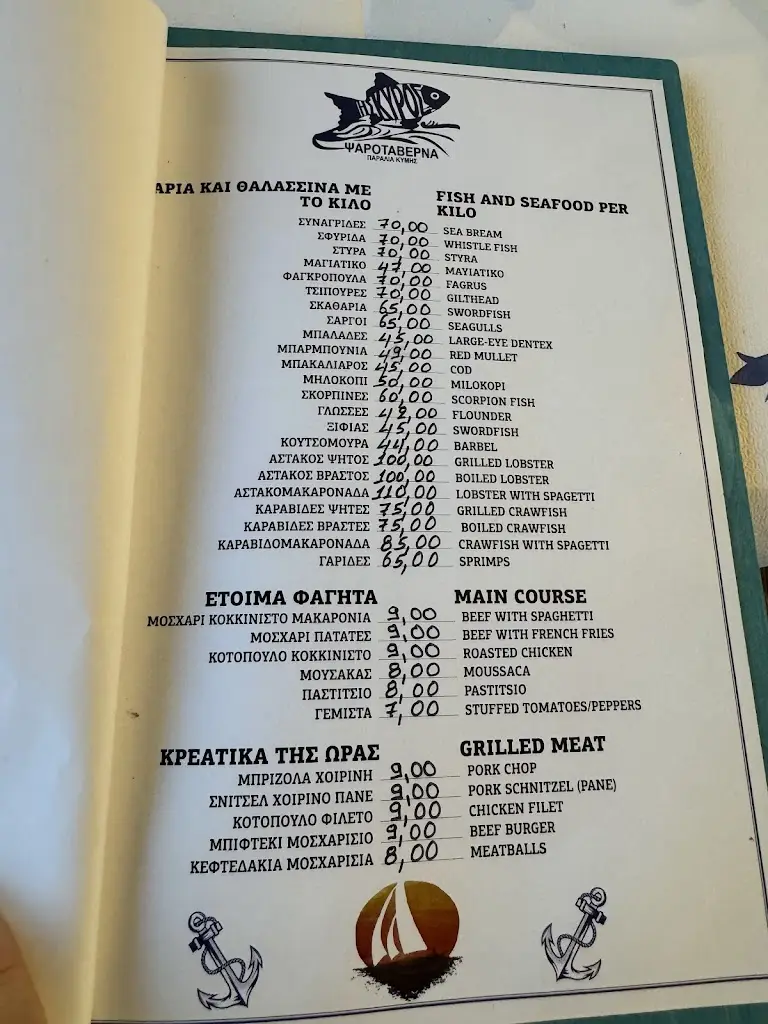 ΗΣΚΥΡΟΣ
ΨΑΡΟΤΑΒΕΡΝΑ
ΠΑΡΑΛΙΑ ΚΥΜΗΣ
ΑΡΙΑ ΚΑΙ ΘΑΛΑΣΣΙΝΑ ΜΕ ΤΟ ΚΙΛΟ FISH AND SEAFOOD PER KILO
ΣΥΝΑΓΡΙΔΕΣ 70,00 SEA BREAM
ΣΦΥΡΙΔΑ 70,00 WHISTLE FISH
ΣΤΥΡΑ 70,00 STYRA
ΜΑΓΙΑΤΙΚΟ 47,00 MAYIATIKO
ΦΑΓΚΡΟΠΟΥΛΑ 70,00 FAGRUS
ΤΣΙΠΟΥΡΕΣ 70,00 GILTHEAD
ΣΚΑΘΑΡΙΑ 65,00 SWORDFISH
ΣΑΡΓΟΙ 65,00 SEAGULLS
ΜΠΑΛΑΔΕΣ 45,00 LARGE-EYE DENTEX
ΜΠΑΡΜΠΟΥΝΙΑ 49,00 RED MULLET
ΜΠΑΚΑΛΙΑΡΟΣ 45,00 COD
ΜΗΛΟΚΟΠΙ 50,00 MILOKOPI
ΣΚΟΡΠΙΝΕΣ 60,00 SCORPION FISH
ΓΛΩΣΣΕΣ 42,00 FLOUNDER
ΞΙΦΙΑΣ 45,00 SWORDFISH
ΚΟΥΤΣΟΜΟΥΡΑ 44,00 BARBEL
ΑΣΤΑΚΟΣ ΨΗΤΟΣ 100,00 GRILLED LOBSTER
ΑΣΤΑΚΟΣ ΒΡΑΣΤΟΣ 100,00 BOILED LOBSTER
ΑΣΤΑΚΟΜΑΚΑΡΟΝΑΔΑ 110,00 LOBSTER WITH SPAGETTI
ΚΑΡΑΒΙΔΕΣ ΨΗΤΕΣ 75,00 GRILLED CRAWFISH
ΚΑΡΑΒΙΔΕΣ ΒΡΑΣΤΕΣ 75,00 BOILED CRAWFISH
ΚΑΡΑΒΙΔΟΜΑΚΑΡΟΝΑΔΑ 85,00 CRAWFISH WITH SPAGETTI
ΓΑΡΙΔΕΣ 65,00 SPRIMPS
ΕΤΟΙΜΑ ΦΑΓΗΤΑ MAIN COURSE
ΜΟΣΧΑΡΙ ΚΟΚΚΙΝΙΣΤΟ ΜΑΚΑΡΟΝΙΑ 9,00 BEEF WITH SPAGHETTI
ΜΟΣΧΑΡΙ ΠΑΤΑΤΕΣ 9,00 BEEF WITH FRENCH FRIES
ΚΟΤΟΠΟΥΛΟ ΚΟΚΚΙΝΙΣΤΟ 9,00 ROASTED CHICKEN
ΜΟΥΣΑΚΑΣ 8,00 MOUSSACA
ΠΑΣΤΙΤΣΙΟ 8,00 PASTITSIO
ΓΕΜΙΣΤΑ 7,00 STUFFED TOMATOES/PEPPERS
ΚΡΕΑΤΙΚΑ ΤΗΣ ΩΡΑΣ GRILLED MEAT
ΜΠΡΙΖΟΛΑ ΧΟΙΡΙΝΗ 9,00 PORK CHOP
ΣΝΙΤΣΕΛ ΧΟΙΡΙΝΟ ΠΑΝΕ 9,00 PORK SCHNITZEL (PANE)
ΚΟΤΟΠΟΥΛΟ ΦΙΛΕΤΟ 9,00 CHICKEN FILET
ΜΠΙΦΤΕΚΙ ΜΟΣΧΑΡΙΣΙΟ 9,00 BEEF BURGER
ΚΕΦΤΕΔΑΚΙΑ ΜΟΣΧΑΡΙΣΙΑ 8,00 MEATBALLS